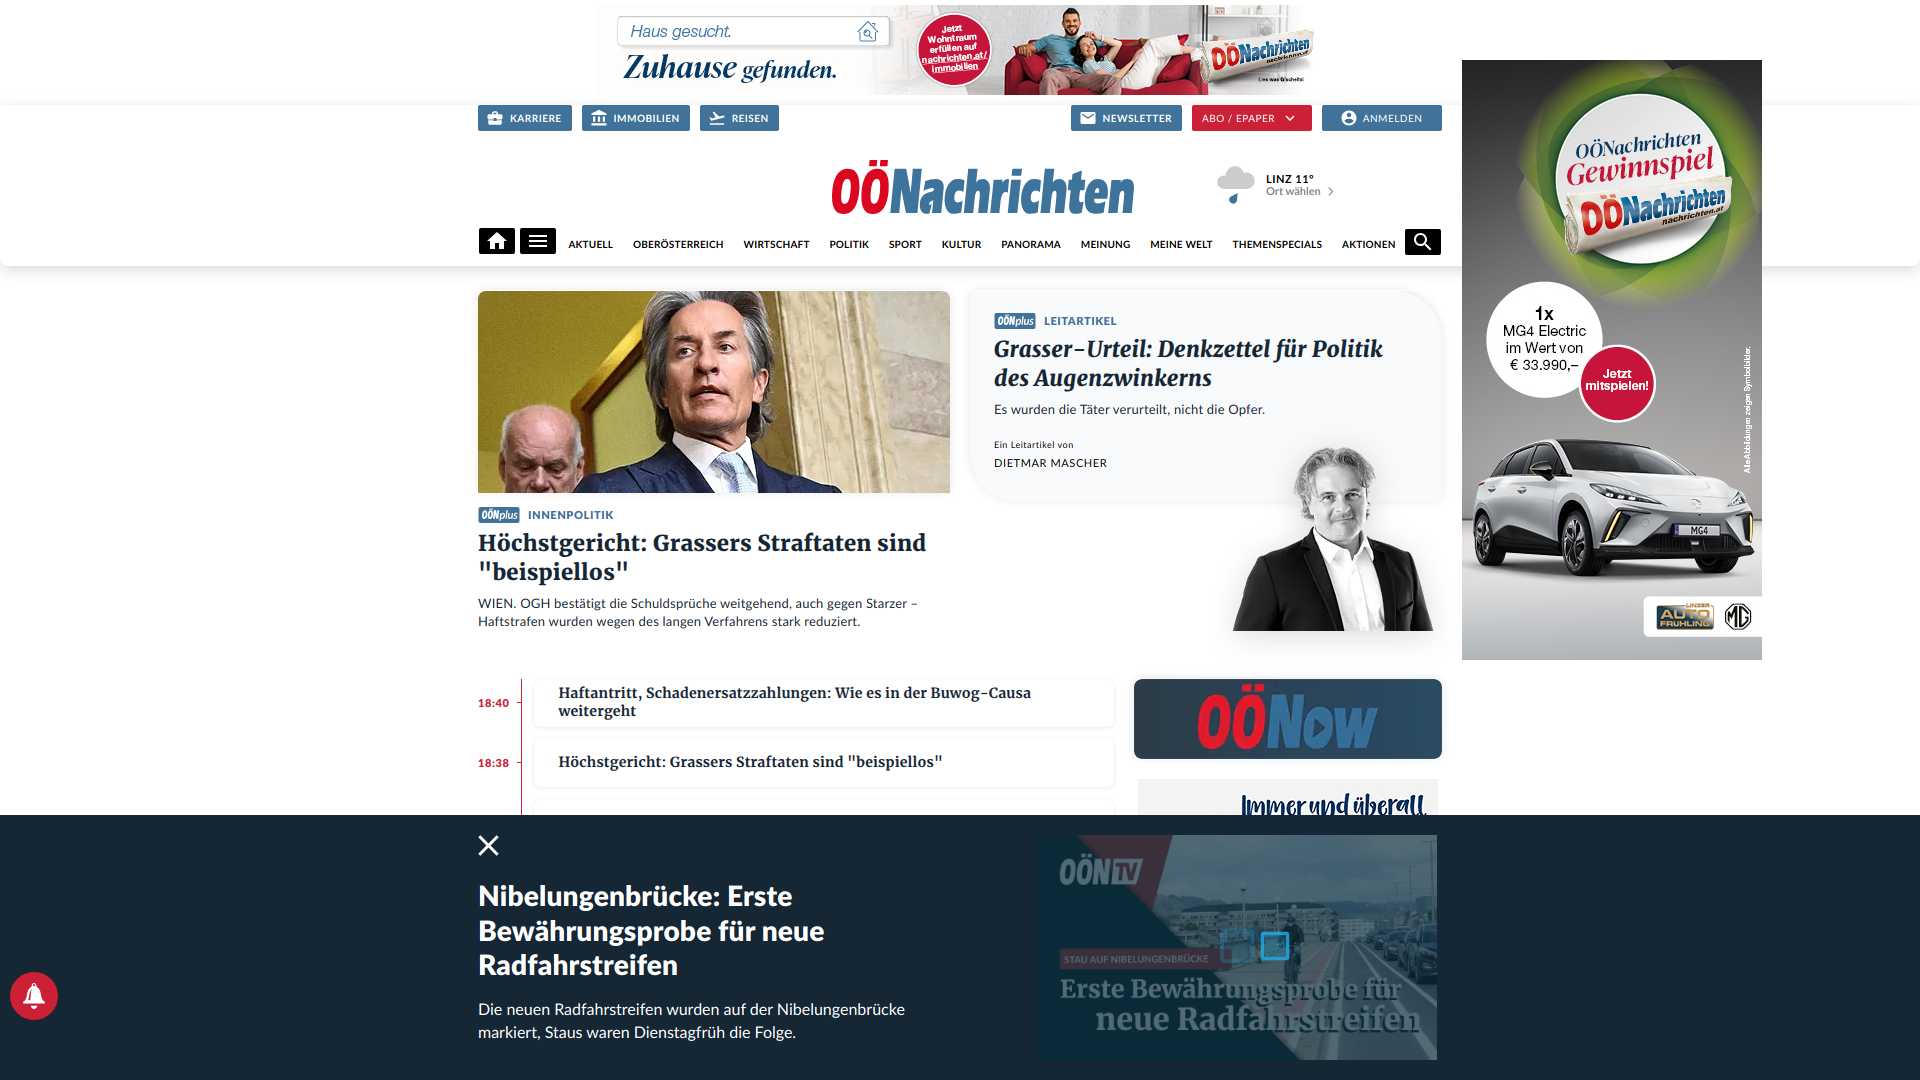 Haus gesucht.
Zuhause gefunden.
Jetzt
Wohntraum
erfüllen auf
nachrichten.at/
immobilien
OÖNachrichten
nachrichten.at
Lies was G'scheits!
KARRIERE
IMMOBILIEN
REISEN
NEWSLETTER
ABO / EPAPER
ANMELDEN
OÖNachrichten
LINZ 11°
Ort wählen
AKTUELL
OBERÖSTERREICH
WIRTSCHAFT
POLITIK
SPORT
KULTUR
PANORAMA
MEINUNG
MEINE WELT
THEMENSPECIALS
AKTIONEN
OÖNplus INNENPOLITIK
Höchstgericht: Grassers Straftaten sind
"beispiellos"
WIEN. OGH bestätigt die Schuldsprüche weitgehend, auch gegen Starzer –
Haftstrafen wurden wegen des langen Verfahrens stark reduziert.
OÖNplus LEITARTIKEL
Grasser-Urteil: Denkzettel für Politik
des Augenzwinkerns
Es wurden die Täter verurteilt, nicht die Opfer.
Ein Leitartikel von
DIETMAR MASCHER
OÖNachrichten
Gewinnspiel
OÖNachrichten
nachrichten.at
1x
MG4 Electric
im Wert von
€ 33.990,–
Jetzt
mitspielen!
Alle Abbildungen zeigen Symbolbilder.
MG4
LINZER
AUTO
FRÜHLING
MG
18:40
Haftantritt, Schadenersatzzahlungen: Wie es in der Buwog-Causa
weitergeht
18:38
Höchstgericht: Grassers Straftaten sind "beispiellos"
OÖNow
Immer und überall
Nibelungenbrücke: Erste
Bewährungsprobe für neue
Radfahrstreifen
Die neuen Radfahrstreifen wurden auf der Nibelungenbrücke
markiert, Staus waren Dienstagfrüh die Folge.
OÖNTV
STAU AUF NIBELUNGENBRÜCKE
Erste Bewährungsprobe für
neue Radfahrstreifen